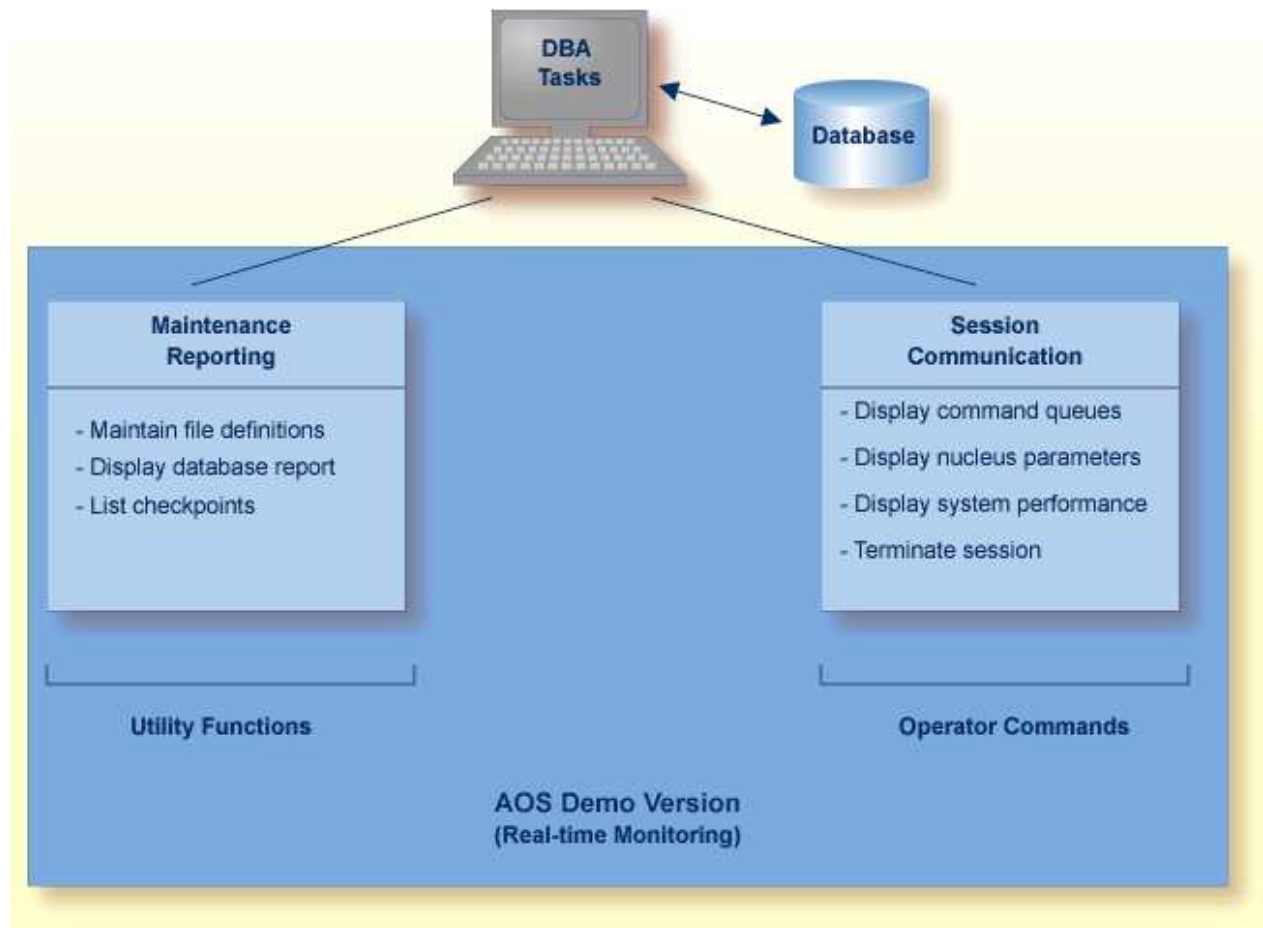 DBA
Tasks
Database
Maintenance
Reporting
- Maintain file definitions
- Display database report
- List checkpoints
Session
Communication
- Display command queues
- Display nucleus parameters
- Display system performance
- Terminate session
Utility Functions
Operator Commands
AOS Demo Version
(Real-time Monitoring)